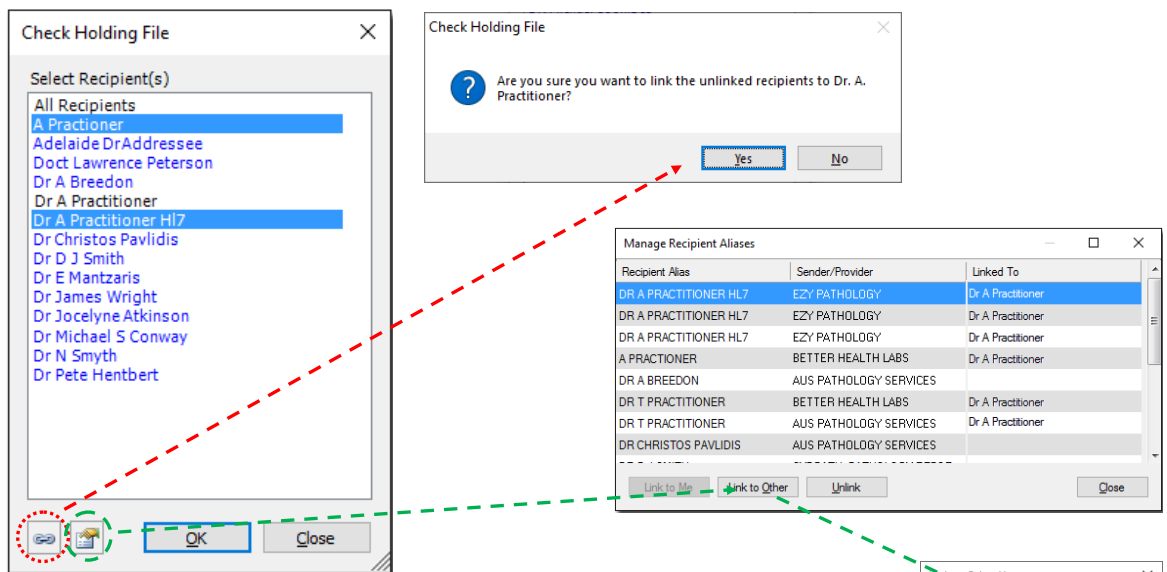 Check Holding File
Select Recipient(s)
All Recipients
A Practioner
Adelaide DrAddressee
Doct Lawrence Peterson
Dr A Breedon
Dr A Practitioner
Dr A Practitioner Hl7
Dr Christos Pavlidis
Dr D J Smith
Dr E Mantzaris
Dr James Wright
Dr Jocelyne Atkinson
Dr Michael S Conway
Dr N Smyth
Dr Pete Hentbert
OK
Close
Check Holding File
Are you sure you want to link the unlinked recipients to Dr. A.
Practitioner?
Yes
No
Manage Recipient Aliases
Recipient Alias Sender/Provider Linked To
DR A PRACTITIONER HL7 EZY PATHOLOGY Dr A Practitioner
DR A PRACTITIONER HL7 EZY PATHOLOGY Dr A Practitioner
DR A PRACTITIONER HL7 EZY PATHOLOGY Dr A Practitioner
A PRACTIONER BETTER HEALTH LABS Dr A Practitioner
DR A BREEDON AUS PATHOLOGY SERVICES
DR T PRACTITIONER BETTER HEALTH LABS Dr A Practitioner
DR T PRACTITIONER AUS PATHOLOGY SERVICES Dr A Practitioner
DR CHRISTOS PAVLIDIS AUS PATHOLOGY SERVICES
Link to Me Link to Other Unlink Close